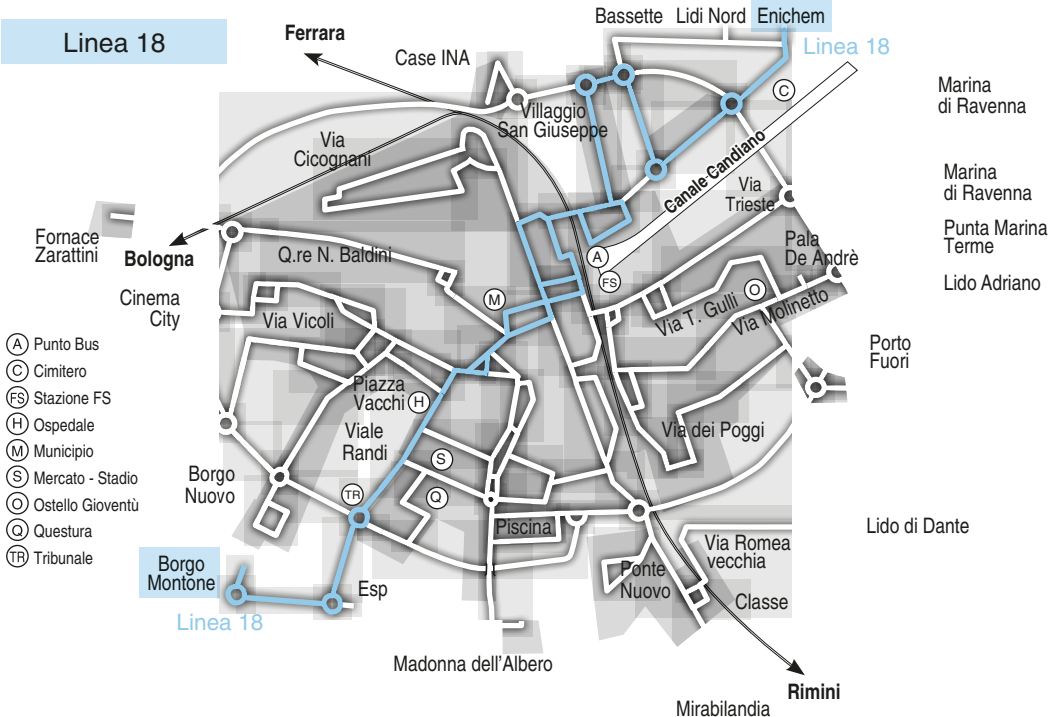 Bassette Lidi Nord Enichem
Linea 18
Ferrara
Linea 18
Case INA
Marina
di Ravenna
C
Villaggio
San Giuseppe
Via
Cicognani
Canale Candiano
Via
Trieste
Marina
di Ravenna
Fornace
Zarattini
Bologna
Q.re N. Baldini
A
FS
Pala
De Andrè
Punta Marina
Terme
Lido Adriano
Cinema
City
M
O
Via Vicoli
Via T. Gulli
Via Molinetto
A Punto Bus
C Cimitero
FS Stazione FS
H Ospedale
M Municipio
S Mercato - Stadio
O Ostello Gioventù
Q Questura
TR Tribunale
Porto
Fuori
Piazza
Vacchi
H
Viale
Randi
Via dei Poggi
S
Borgo
Nuovo
TR
Q
Piscina
Lido di Dante
Via Romea
vecchia
Borgo
Montone
Esp
Ponte
Nuovo
Classe
Linea 18
Madonna dell'Albero
Rimini
Mirabilandia